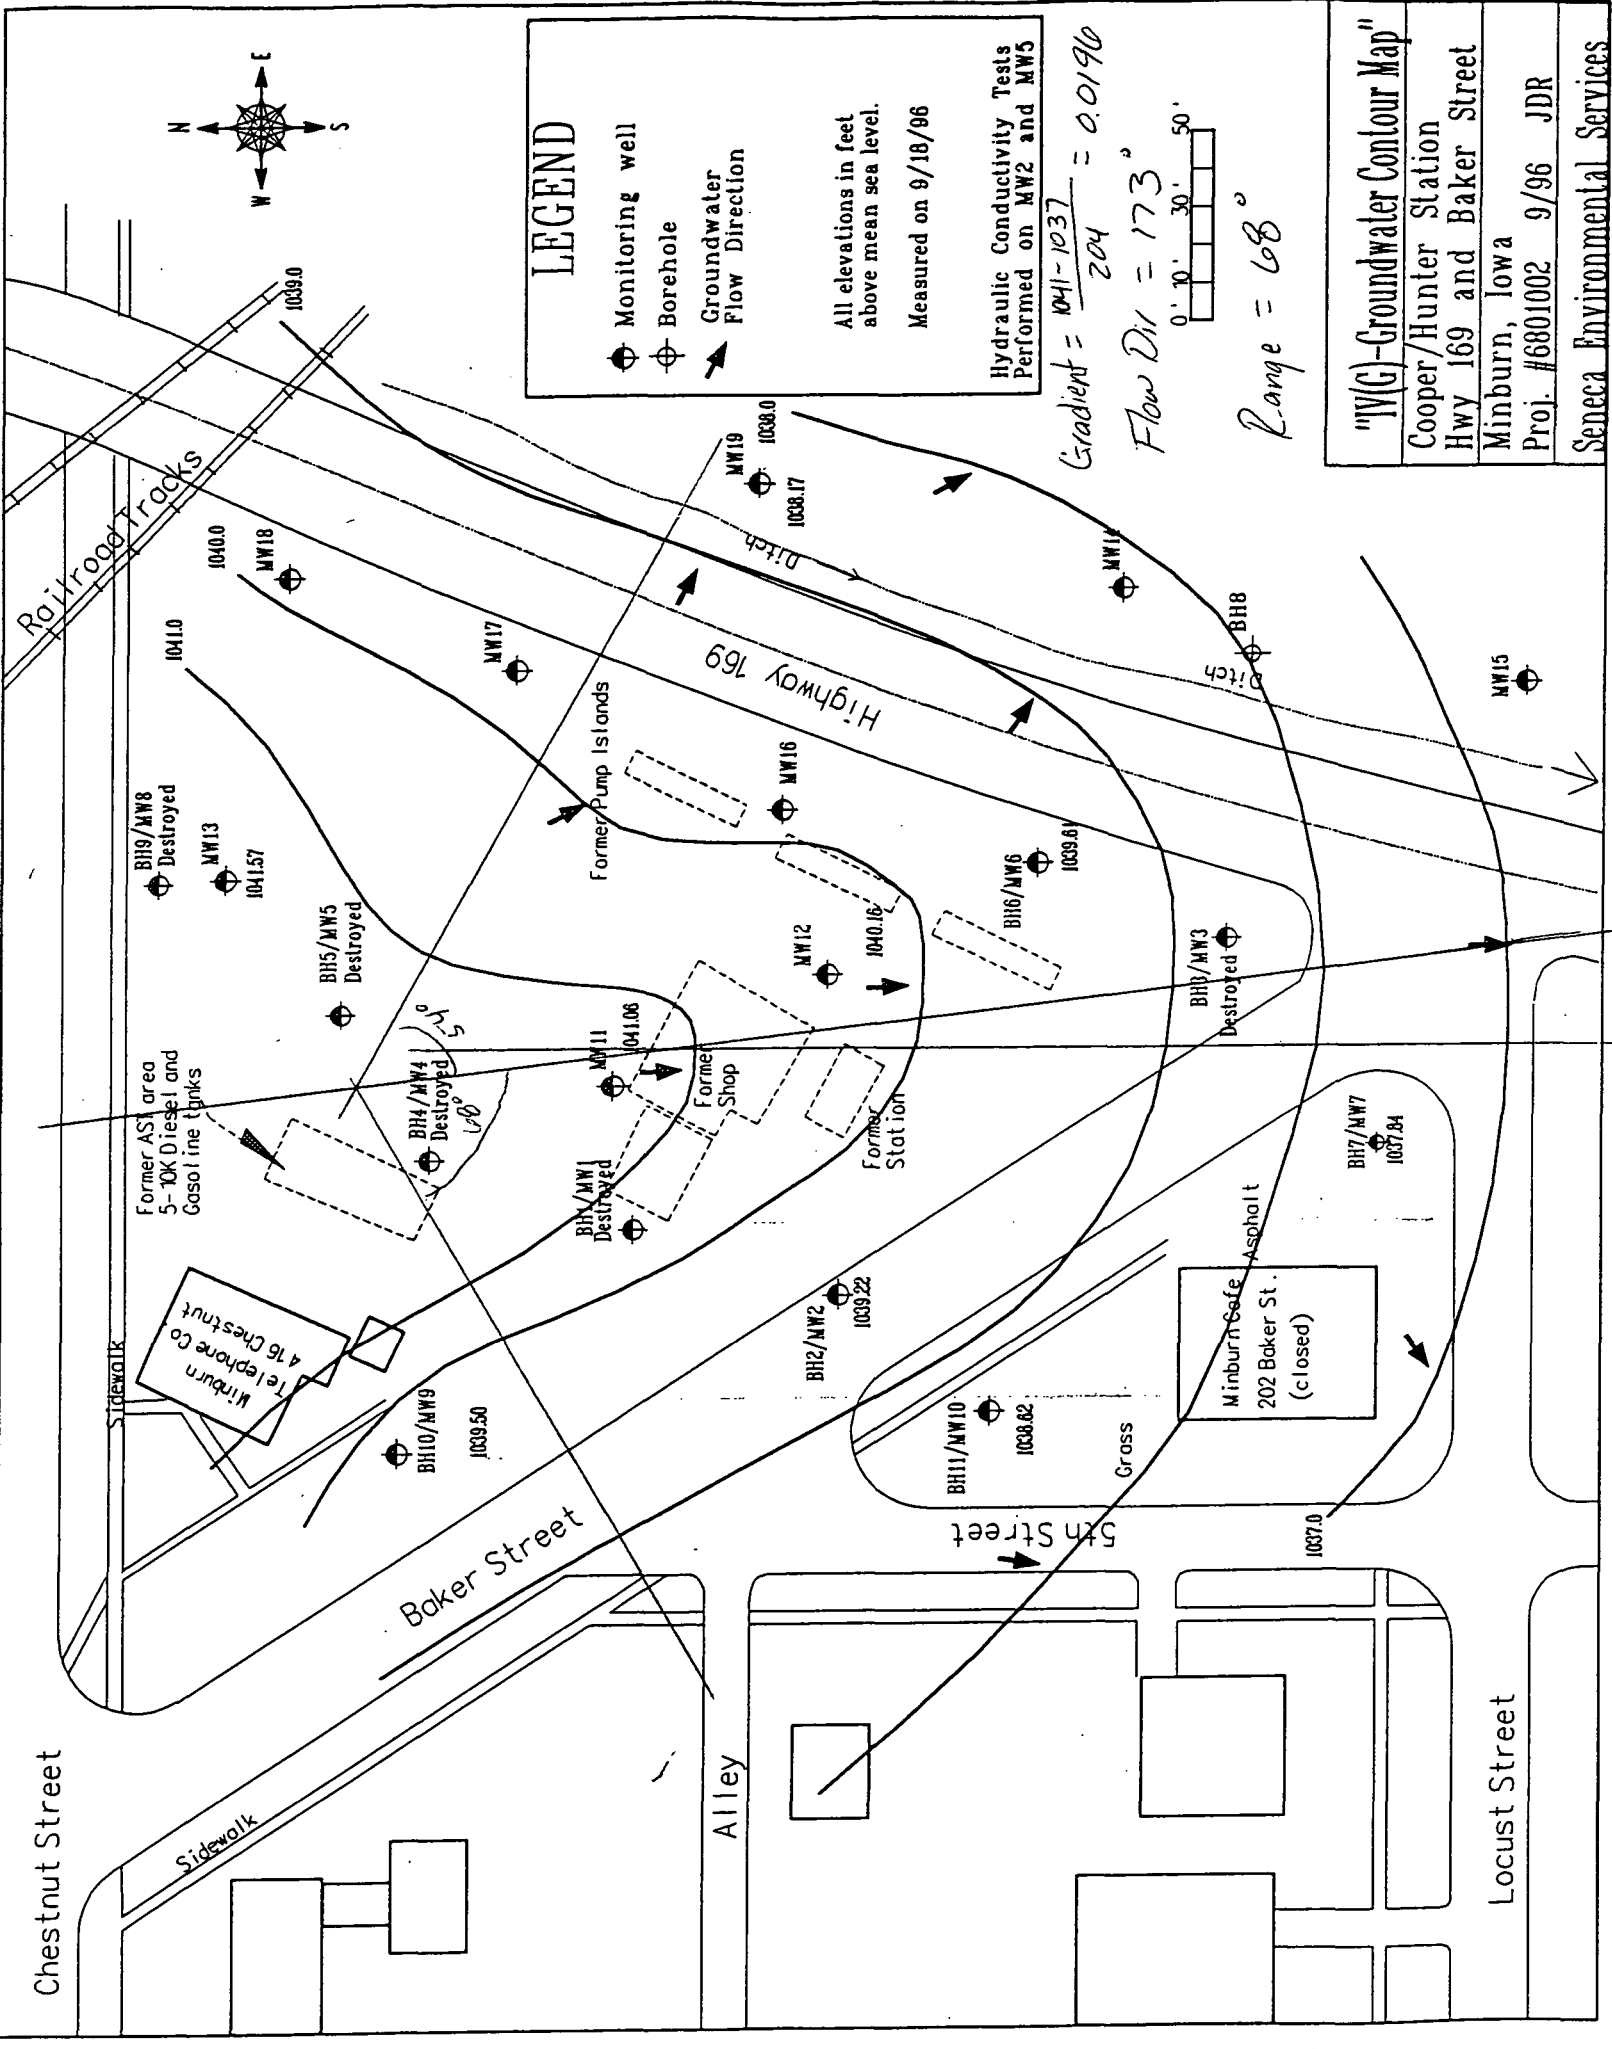 Chestnut Street
Sidewalk
Sidewalk
Minburn
Telephone Co
416 Chestnut
Former AST area
5-10K Diesel and
Gasoline tanks
BH9/MW8
Destroyed
MW13
1041.57
BH5/MW5
Destroyed
BH4/MW4
Destroyed
54°
68°
1041.0
1040.0
MW18
Railroad Tracks
1039.0
N
E
S
W
BH10/MW9
1039.50
BH1/MW1
Destroyed
MW11
1041.06
Former
Shop
Former
Station
MW17
Former Pump Islands
MW16
MW12
1040.16
Highway 169
Ditch
MW19
1038.17
1038.0
Baker Street
BH2/MW2
1039.22
BH6/MW6
1039.61
BH3/MW3
Destroyed
MW14
BH8
Ditch
MW15
Alley
5th Street
BH11/MW10
1038.62
Grass
Asphalt
Minburn Cafe
202 Baker St.
(closed)
BH7/MW7
1037.84
1037.0
Locust Street
LEGEND
Monitoring well
Borehole
Groundwater
Flow Direction
All elevations in feet
above mean sea level.
Measured on 9/18/96
Hydraulic Conductivity Tests
Performed on MW2 and MW5
Gradient = 1041-1037 / 204 = 0.0196
Flow Dir = 173°
0' 10' 30' 50'
Range = 68°
"IV(G)-Groundwater Contour Map"
Cooper/Hunter Station
Hwy 169 and Baker Street
Minburn, Iowa
Proj. #6801002 9/96 JDR
Seneca Environmental Services